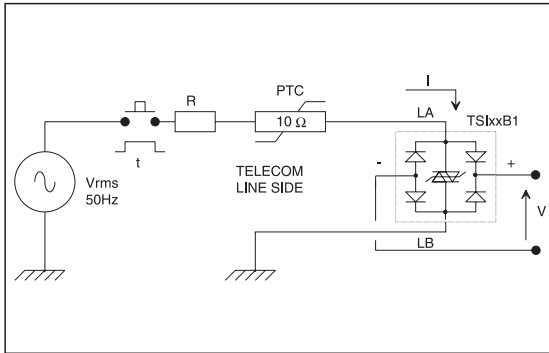 I
PTC
R
LA
TSIxxB1
10 Ω
-
+
t
TELECOM
LINE SIDE
Vrms
50Hz
V
LB